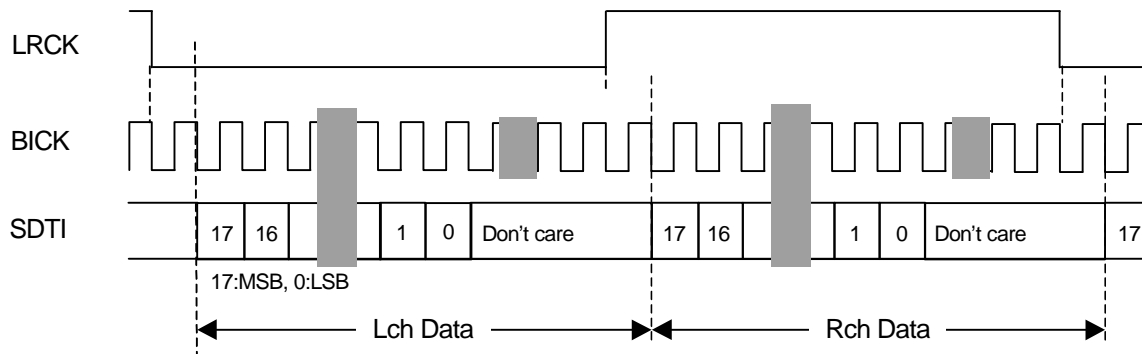 LRCK
BICK
SDTI 17 16 1 0 Don't care 17 16 1 0 Don't care 17
17:MSB, 0:LSB
Lch Data Rch Data